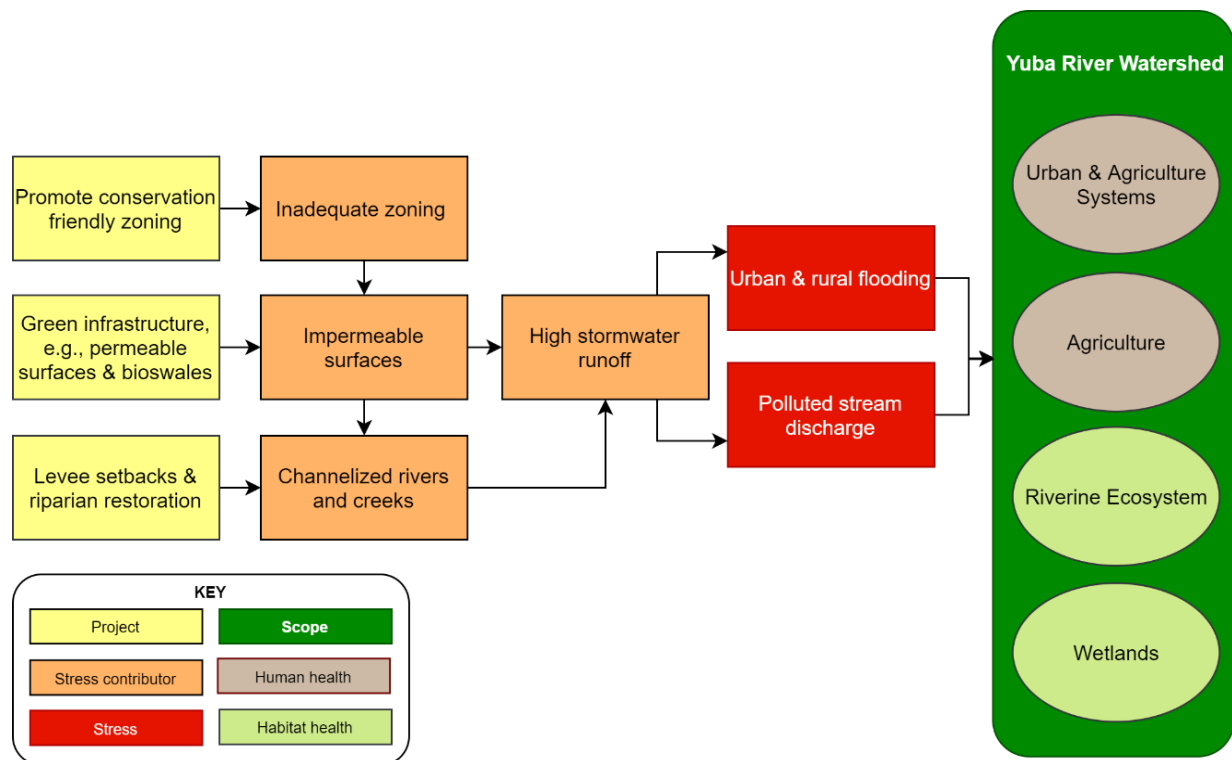 Yuba River Watershed
Urban & Agriculture
Systems
Agriculture
Riverine Ecosystem
Wetlands
Promote conservation
friendly zoning
Inadequate zoning
Green infrastructure,
e.g., permeable
surfaces & bioswales
Impermeable
surfaces
High stormwater
runoff
Urban & rural flooding
Polluted stream
discharge
Levee setbacks &
riparian restoration
Channelized rivers
and creeks
KEY
Project
Scope
Stress contributor
Human health
Stress
Habitat health